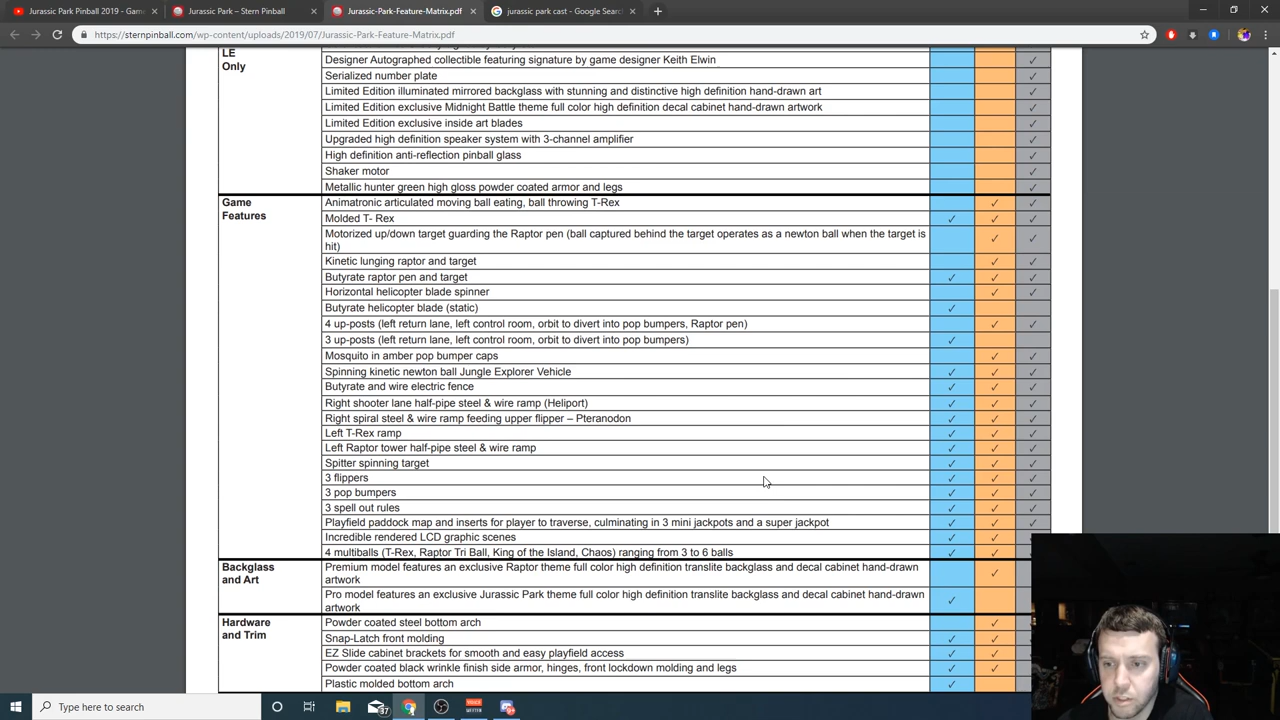 Jurassic Park Pinball 2019 - Game
Jurassic Park – Stern Pinball
Jurassic-Park-Feature-Matrix.pdf
jurassic park cast - Google Search
https://sternpinball.com/wp-content/uploads/2019/07/Jurassic-Park-Feature-Matrix.pdf
LE
Only
Designer Autographed collectible featuring signature by game designer Keith Elwin
Serialized number plate
Limited Edition illuminated mirrored backglass with stunning and distinctive high definition hand-drawn art
Limited Edition exclusive Midnight Battle theme full color high definition decal cabinet hand-drawn artwork
Limited Edition exclusive inside art blades
Upgraded high definition speaker system with 3-channel amplifier
High definition anti-reflection pinball glass
Shaker motor
Metallic hunter green high gloss powder coated armor and legs
Game
Features
Animatronic articulated moving ball eating, ball throwing T-Rex
Molded T- Rex
Motorized up/down target guarding the Raptor pen (ball captured behind the target operates as a newton ball when the target is
hit)
Kinetic lunging raptor and target
Butyrate raptor pen and target
Horizontal helicopter blade spinner
Butyrate helicopter blade (static)
4 up-posts (left return lane, left control room, orbit to divert into pop bumpers, Raptor pen)
3 up-posts (left return lane, left control room, orbit to divert into pop bumpers)
Mosquito in amber pop bumper caps
Spinning kinetic newton ball Jungle Explorer Vehicle
Butyrate and wire electric fence
Right shooter lane half-pipe steel & wire ramp (Heliport)
Right spiral steel & wire ramp feeding upper flipper – Pteranodon
Left T-Rex ramp
Left Raptor tower half-pipe steel & wire ramp
Spitter spinning target
3 flippers
3 pop bumpers
3 spell out rules
Playfield paddock map and inserts for player to traverse, culminating in 3 mini jackpots and a super jackpot
Incredible rendered LCD graphic scenes
4 multiballs (T-Rex, Raptor Tri Ball, King of the Island, Chaos) ranging from 3 to 6 balls
Backglass
and Art
Premium model features an exclusive Raptor theme full color high definition translite backglass and decal cabinet hand-drawn
artwork
Pro model features an exclusive Jurassic Park theme full color high definition translite backglass and decal cabinet hand-drawn
artwork
Hardware
and Trim
Powder coated steel bottom arch
Snap-Latch front molding
EZ Slide cabinet brackets for smooth and easy playfield access
Powder coated black wrinkle finish side armor, hinges, front lockdown molding and legs
Plastic molded bottom arch
Type here to search
37